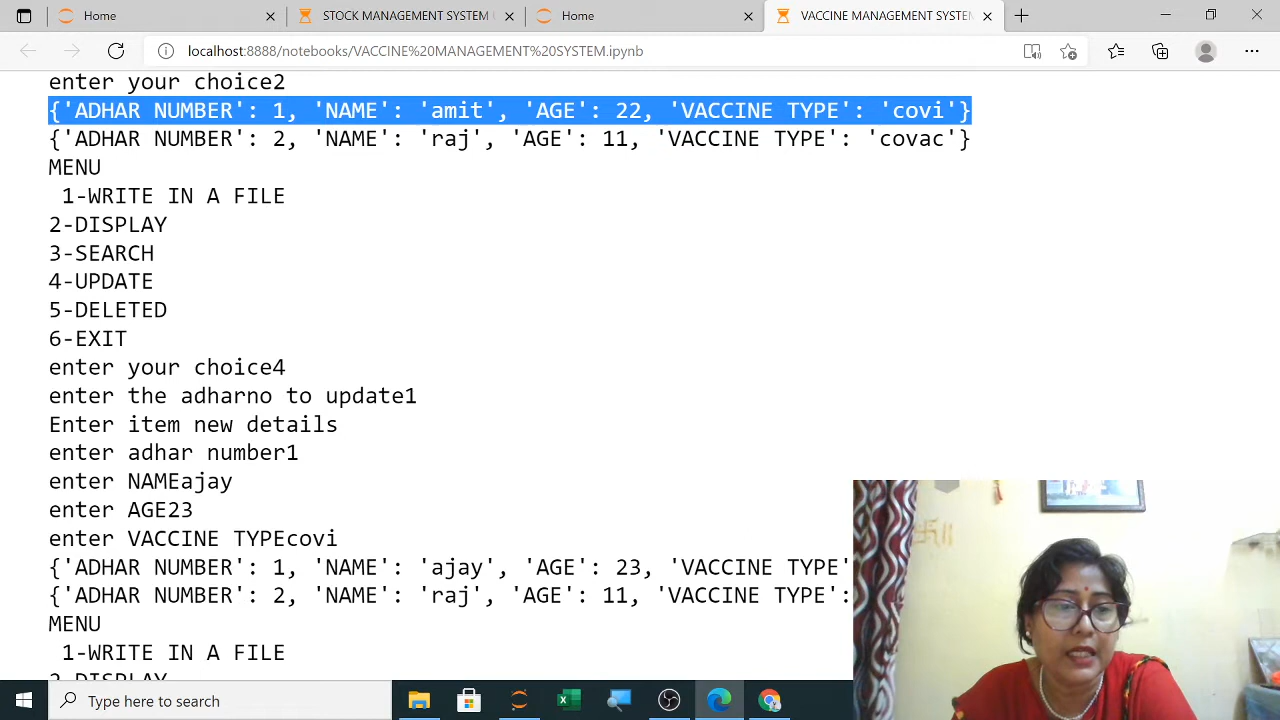 Home
STOCK MANAGEMENT SYSTEM
Home
VACCINE MANAGEMENT SYSTEM
localhost:8888/notebooks/VACCINE%20MANAGEMENT%20SYSTEM.ipynb
enter your choice2
{'ADHAR NUMBER': 1, 'NAME': 'amit', 'AGE': 22, 'VACCINE TYPE': 'covi'}
{'ADHAR NUMBER': 2, 'NAME': 'raj', 'AGE': 11, 'VACCINE TYPE': 'covac'}
MENU
1-WRITE IN A FILE
2-DISPLAY
3-SEARCH
4-UPDATE
5-DELETED
6-EXIT
enter your choice4
enter the adharno to update1
Enter item new details
enter adhar number1
enter NAMEajay
enter AGE23
enter VACCINE TYPEcovi
{'ADHAR NUMBER': 1, 'NAME': 'ajay', 'AGE': 23, 'VACCINE TYPE'
{'ADHAR NUMBER': 2, 'NAME': 'raj', 'AGE': 11, 'VACCINE TYPE':
MENU
1-WRITE IN A FILE
2-DISPLAY
Type here to search